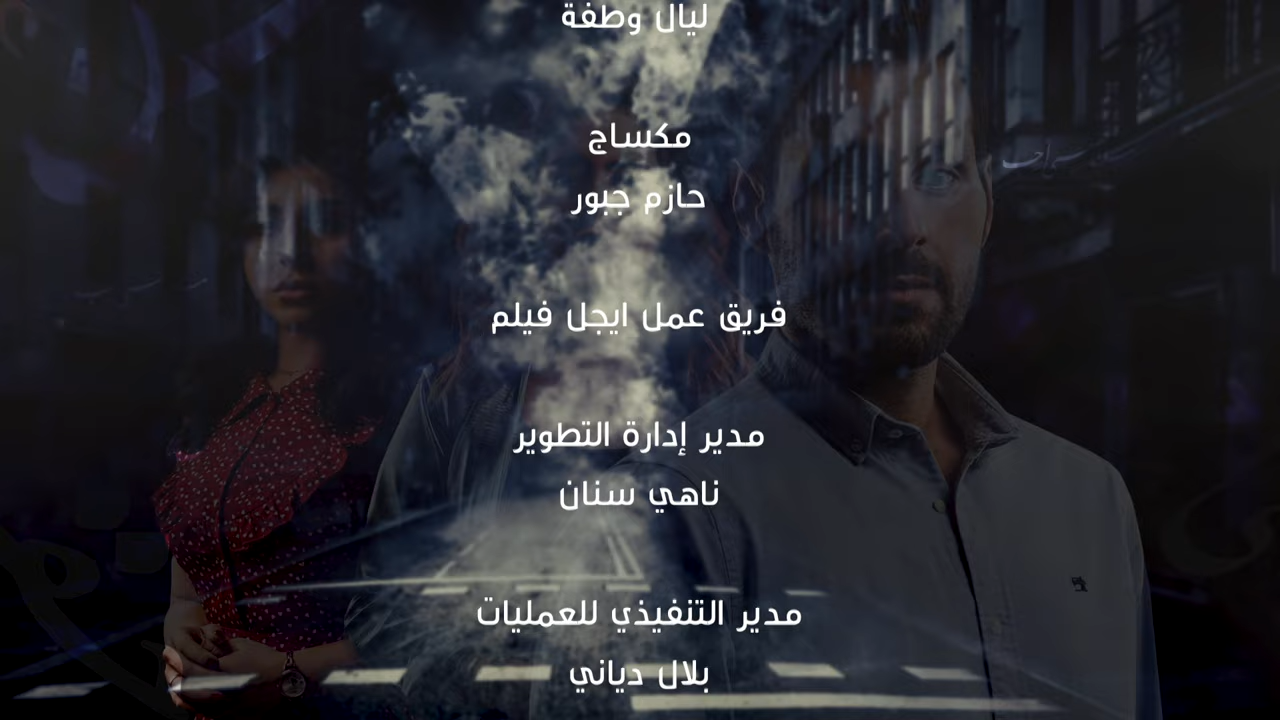 ليال وطفة
مكساج
حازم جبور
فريق عمل ايجل فيلم
مدير إدارة التطوير
ناهي سنان
مدير التنفيذي للعمليات
بلال دياني